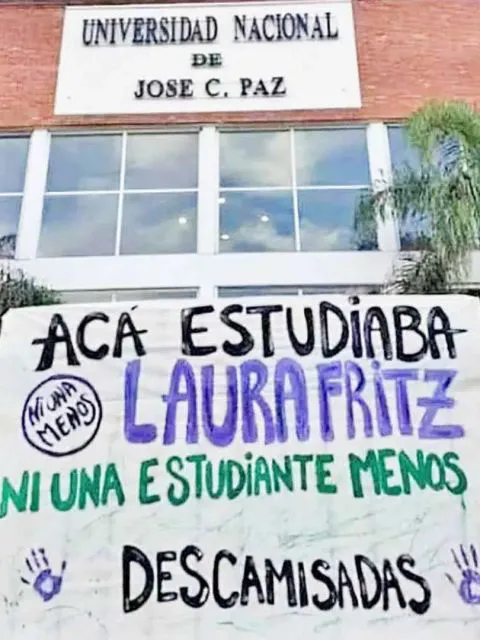 UNIVERSIDAD NACIONAL
DE
JOSE C. PAZ
ACÁ ESTUDIABA
NI UNA
MENOS
LAURA FRITZ
NI UNA ESTUDIANTE MENOS
DESCAMISADAS